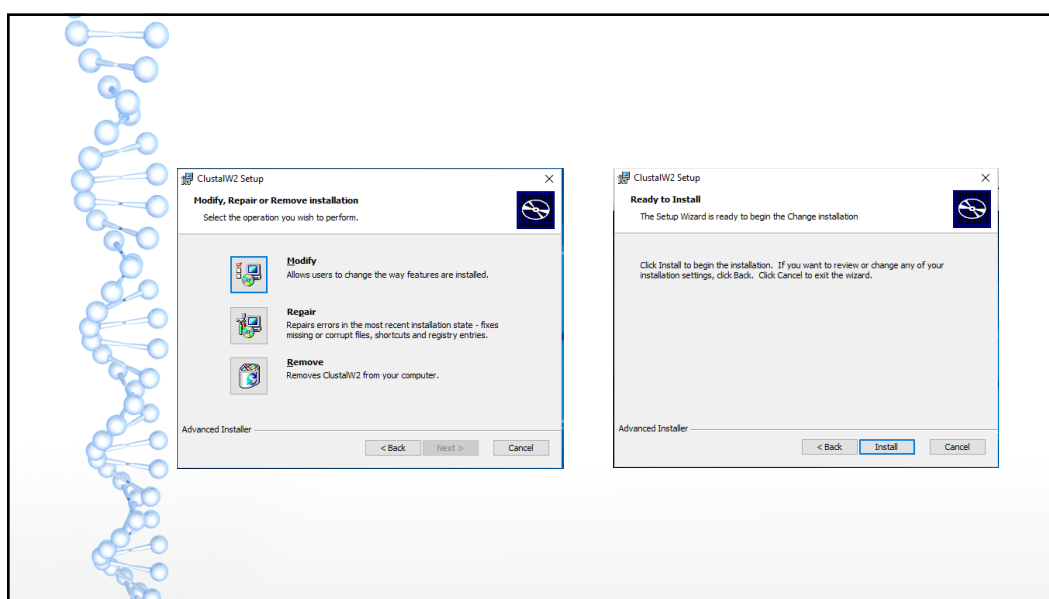 ClustalW2 Setup
Modify, Repair or Remove installation
Select the operation you wish to perform.
Modify
Allows users to change the way features are installed.
Repair
Repairs errors in the most recent installation state - fixes
missing or corrupt files, shortcuts and registry entries.
Remove
Removes ClustalW2 from your computer.
Advanced Installer
< Back
Next >
Cancel
ClustalW2 Setup
Ready to Install
The Setup Wizard is ready to begin the Change installation
Click Install to begin the installation. If you want to review or change any of your
installation settings, click Back. Click Cancel to exit the wizard.
Advanced Installer
< Back
Install
Cancel